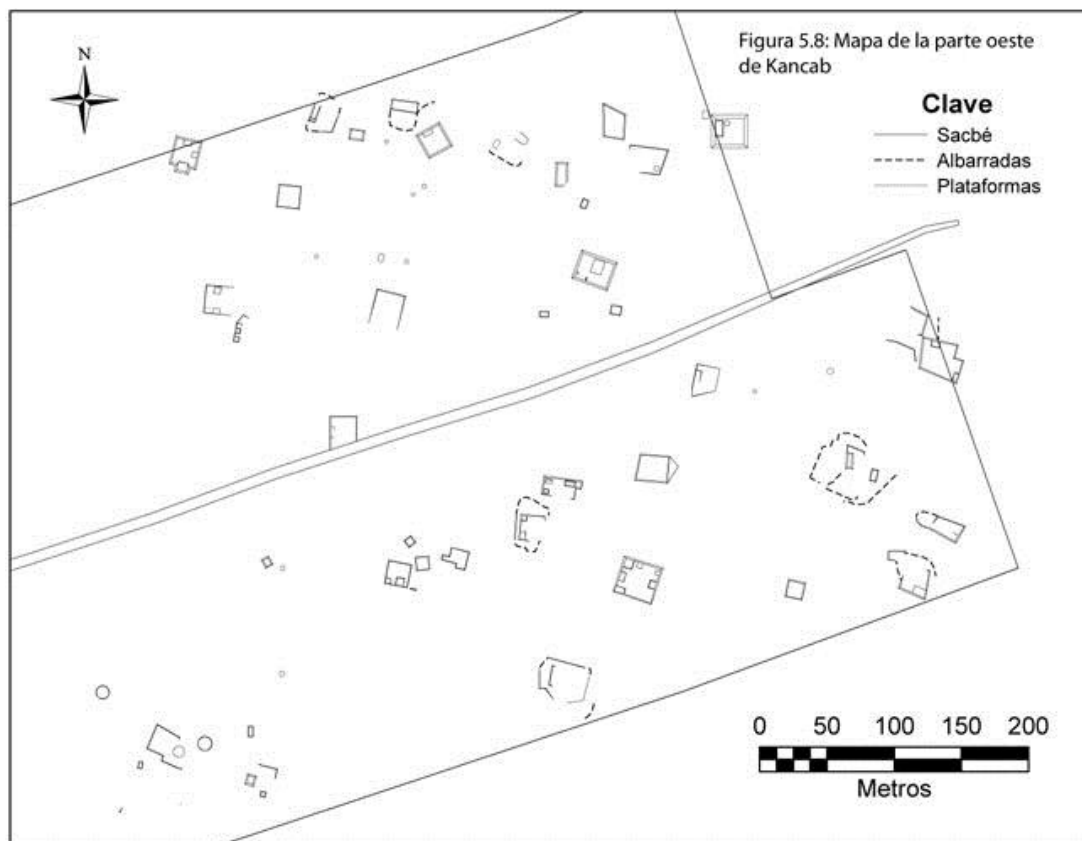 Figura 5.8: Mapa de la parte oeste
de Kancab
N
Clave
Sacbé
Albarradas
Plataformas
0 50 100 150 200
Metros